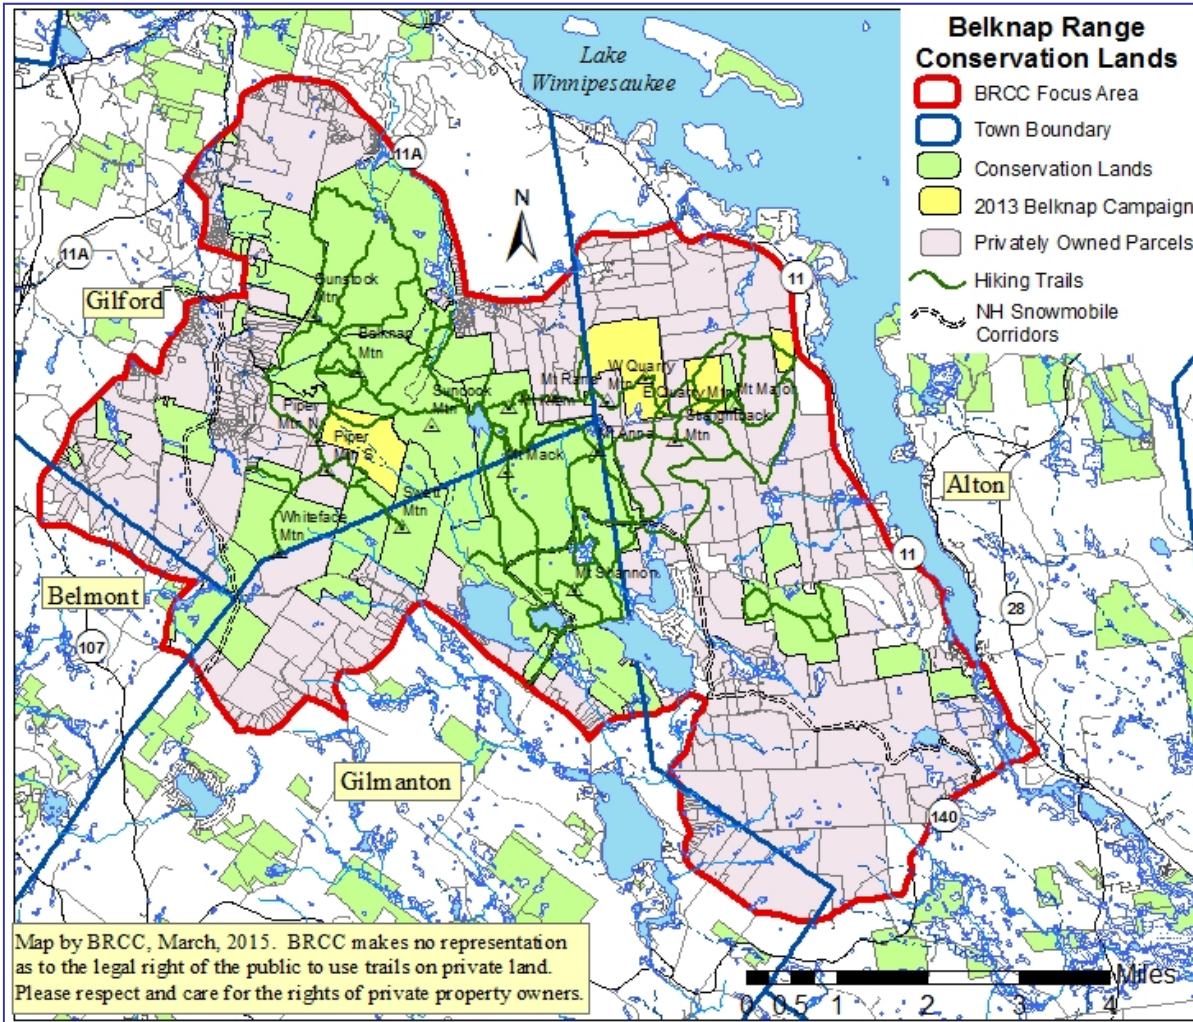 Belknap Range
Conservation Lands
BRCC Focus Area
Town Boundary
Conservation Lands
2013 Belknap Campaign
Privately Owned Parcels
Hiking Trails
NH Snowmobile
Corridors
Lake
Winnipesaukee
11A
N
11A
Gilford
11
Gunstock
Mtn
Belknap
Mtn
W Quarry
Mtn
Mt Major
E Quarry Mtn
Suncook
Mtn
Straightback
Mtn
Piper
Mtn N
Piper
Mtn S
Mt Anna
Mt Mack
Swett
Mtn
Whiteface
Mtn
Alton
11
Mt Shannon
Belmont
28
107
Gilmanton
140
Map by BRCC, March, 2015. BRCC makes no representation
as to the legal right of the public to use trails on private land.
Please respect and care for the rights of private property owners.
Miles
0 0.5 1 2 3 4